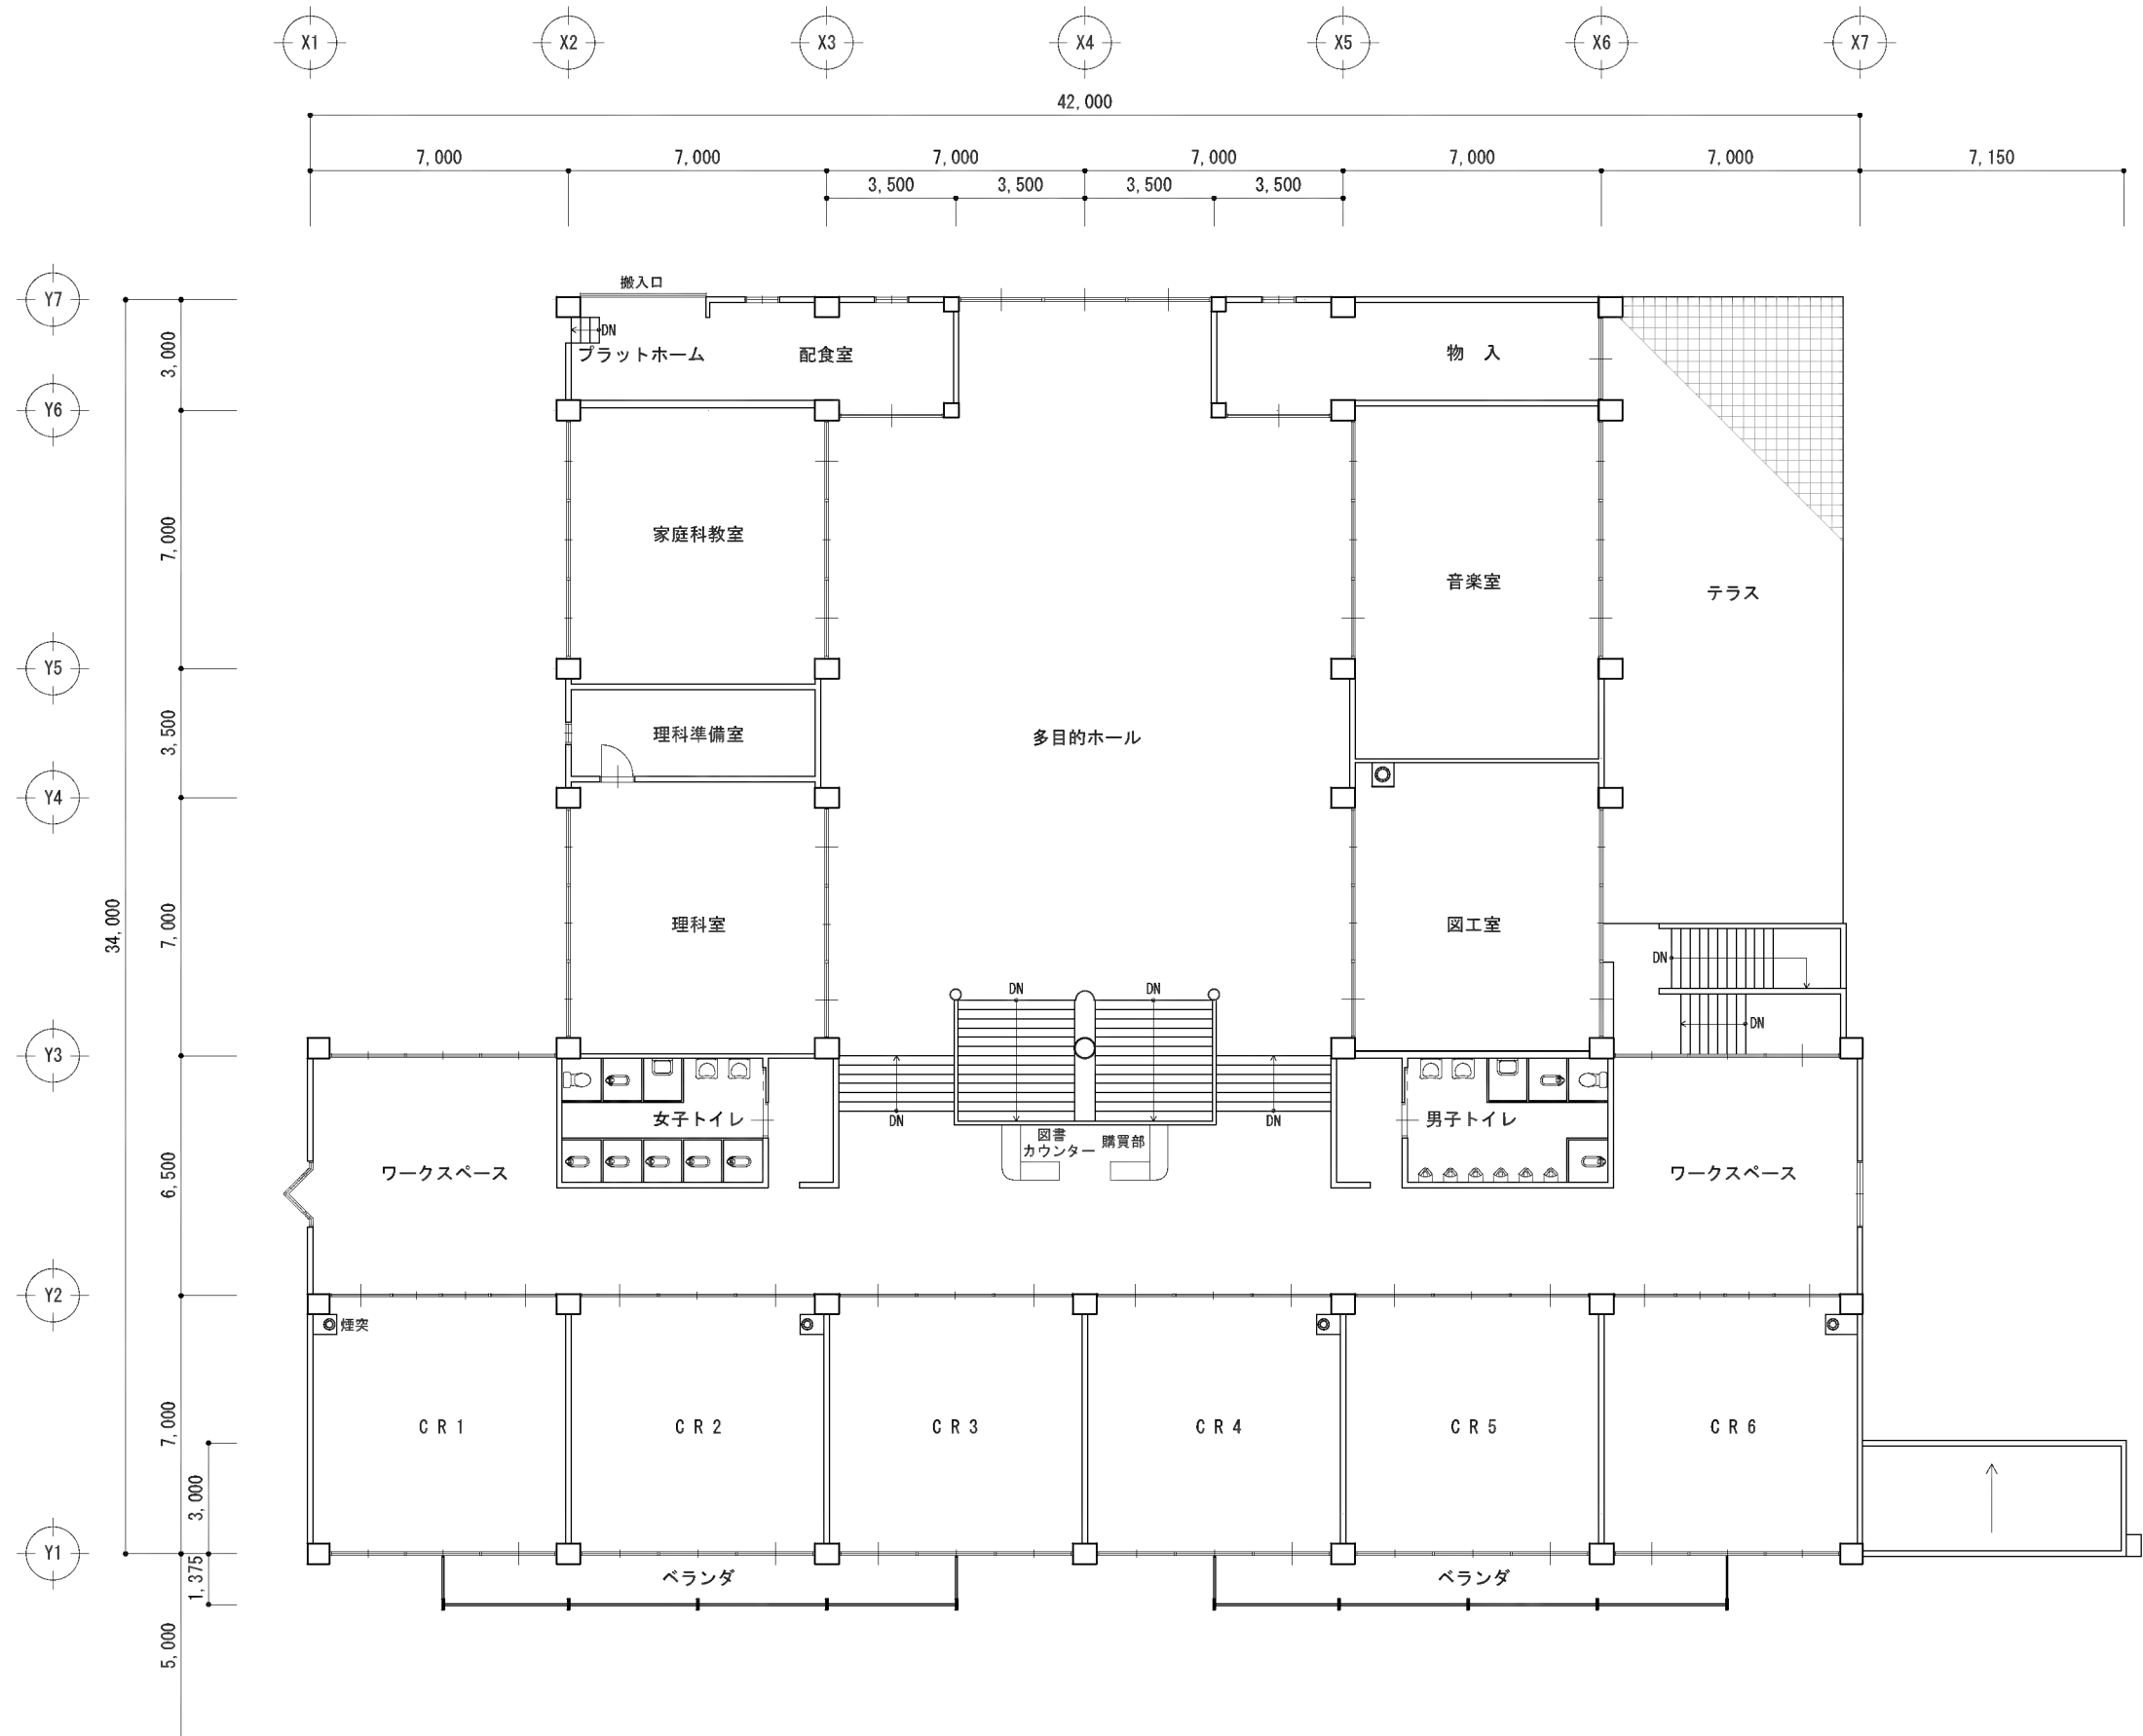 X1 X2 X3 X4 X5 X6 X7
42,000
7,000 7,000 7,000 7,000 7,000 7,000 7,150
3,500 3,500 3,500 3,500
Y7
搬入口
DN
3,000
プラットホーム 配食室 物 入
Y6
7,000
家庭科教室
音楽室
テラス
Y5
3,500
理科準備室
多目的ホール
Y4
34,000
7,000
理科室
図工室
DN
DN DN
DN
Y3
女子トイレ
DN
DN
男子トイレ
図書
カウンター
購買部
6,500
ワークスペース
ワークスペース
Y2
煙突
7,000
CR1 CR2 CR3 CR4 CR5 CR6
3,000
Y1
1,375
ベランダ ベランダ
5,000